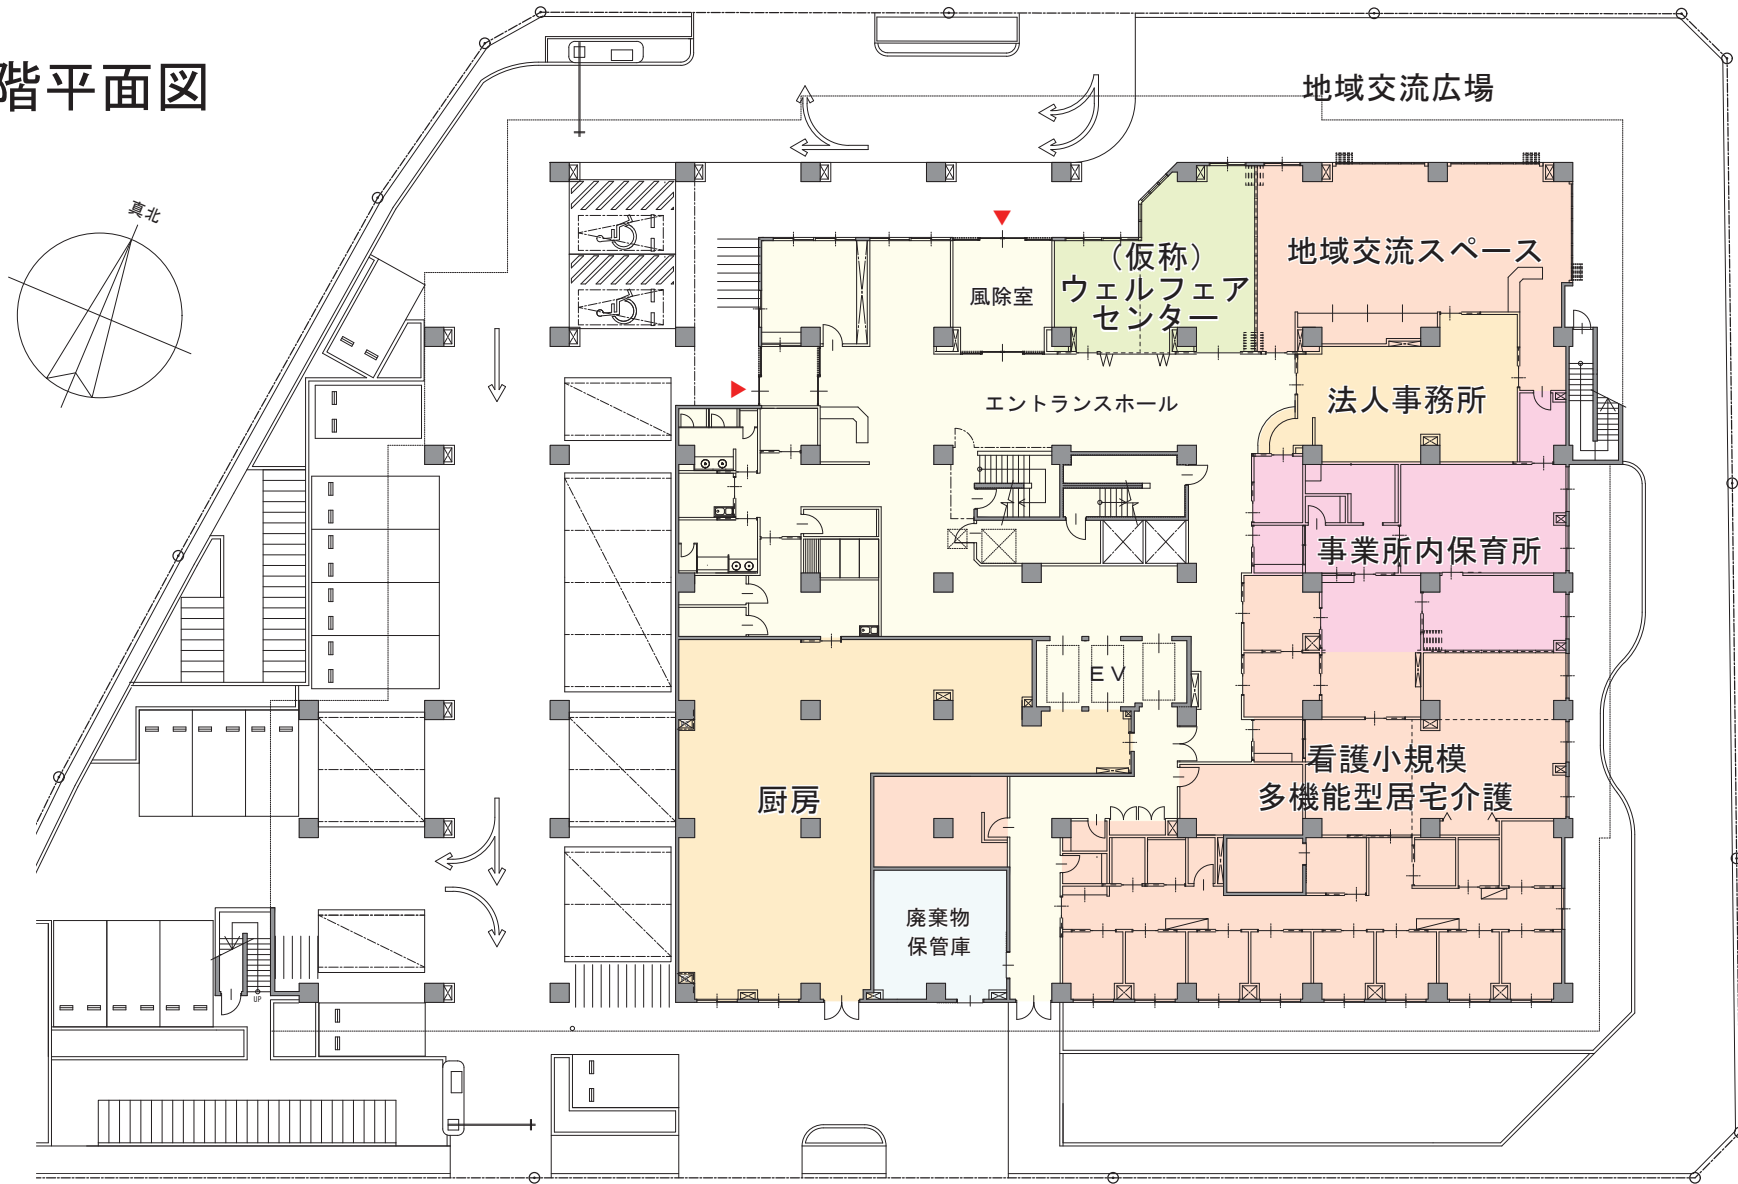 階平面図
地域交流広場
真北
地域交流スペース
（仮称）
ウェルフェア
センター
風除室
法人事務所
エントランスホール
事業所内保育所
EV
看護小規模
多機能型居宅介護
厨房
廃棄物
保管庫
UP